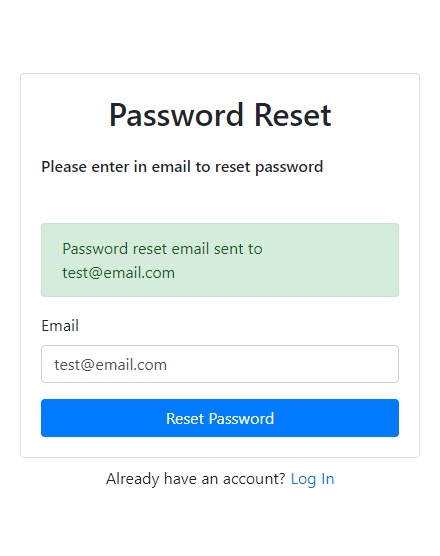 Password Reset
Please enter in email to reset password
Password reset email sent to
test@email.com
Email
test@email.com
Reset Password
Already have an account? Log In